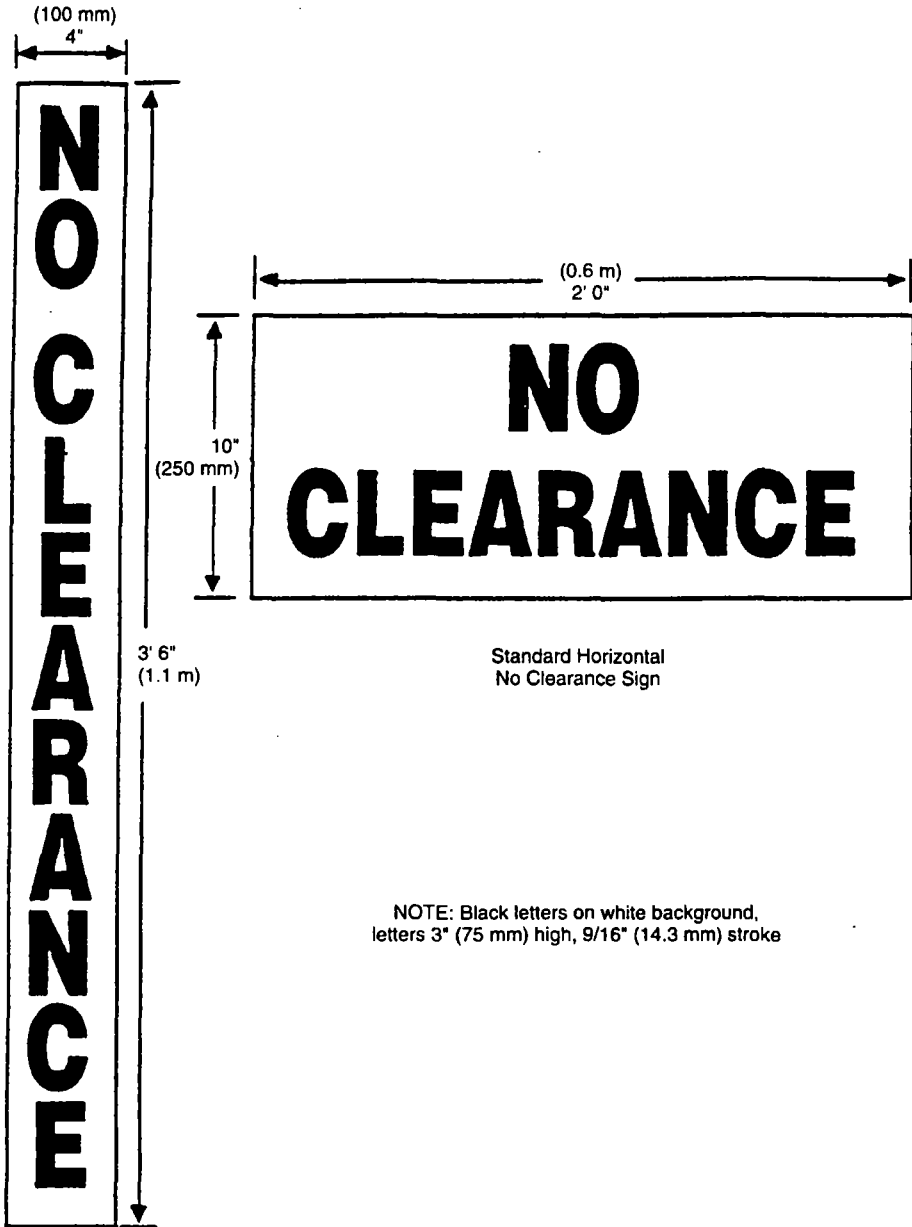 (100 mm)
4"
N
O
C
L
E
A
R
A
N
C
E
3' 6"
(1.1 m)
(0.6 m)
2' 0"
10"
(250 mm)
NO
CLEARANCE
Standard Horizontal
No Clearance Sign
NOTE: Black letters on white background,
letters 3" (75 mm) high, 9/16" (14.3 mm) stroke